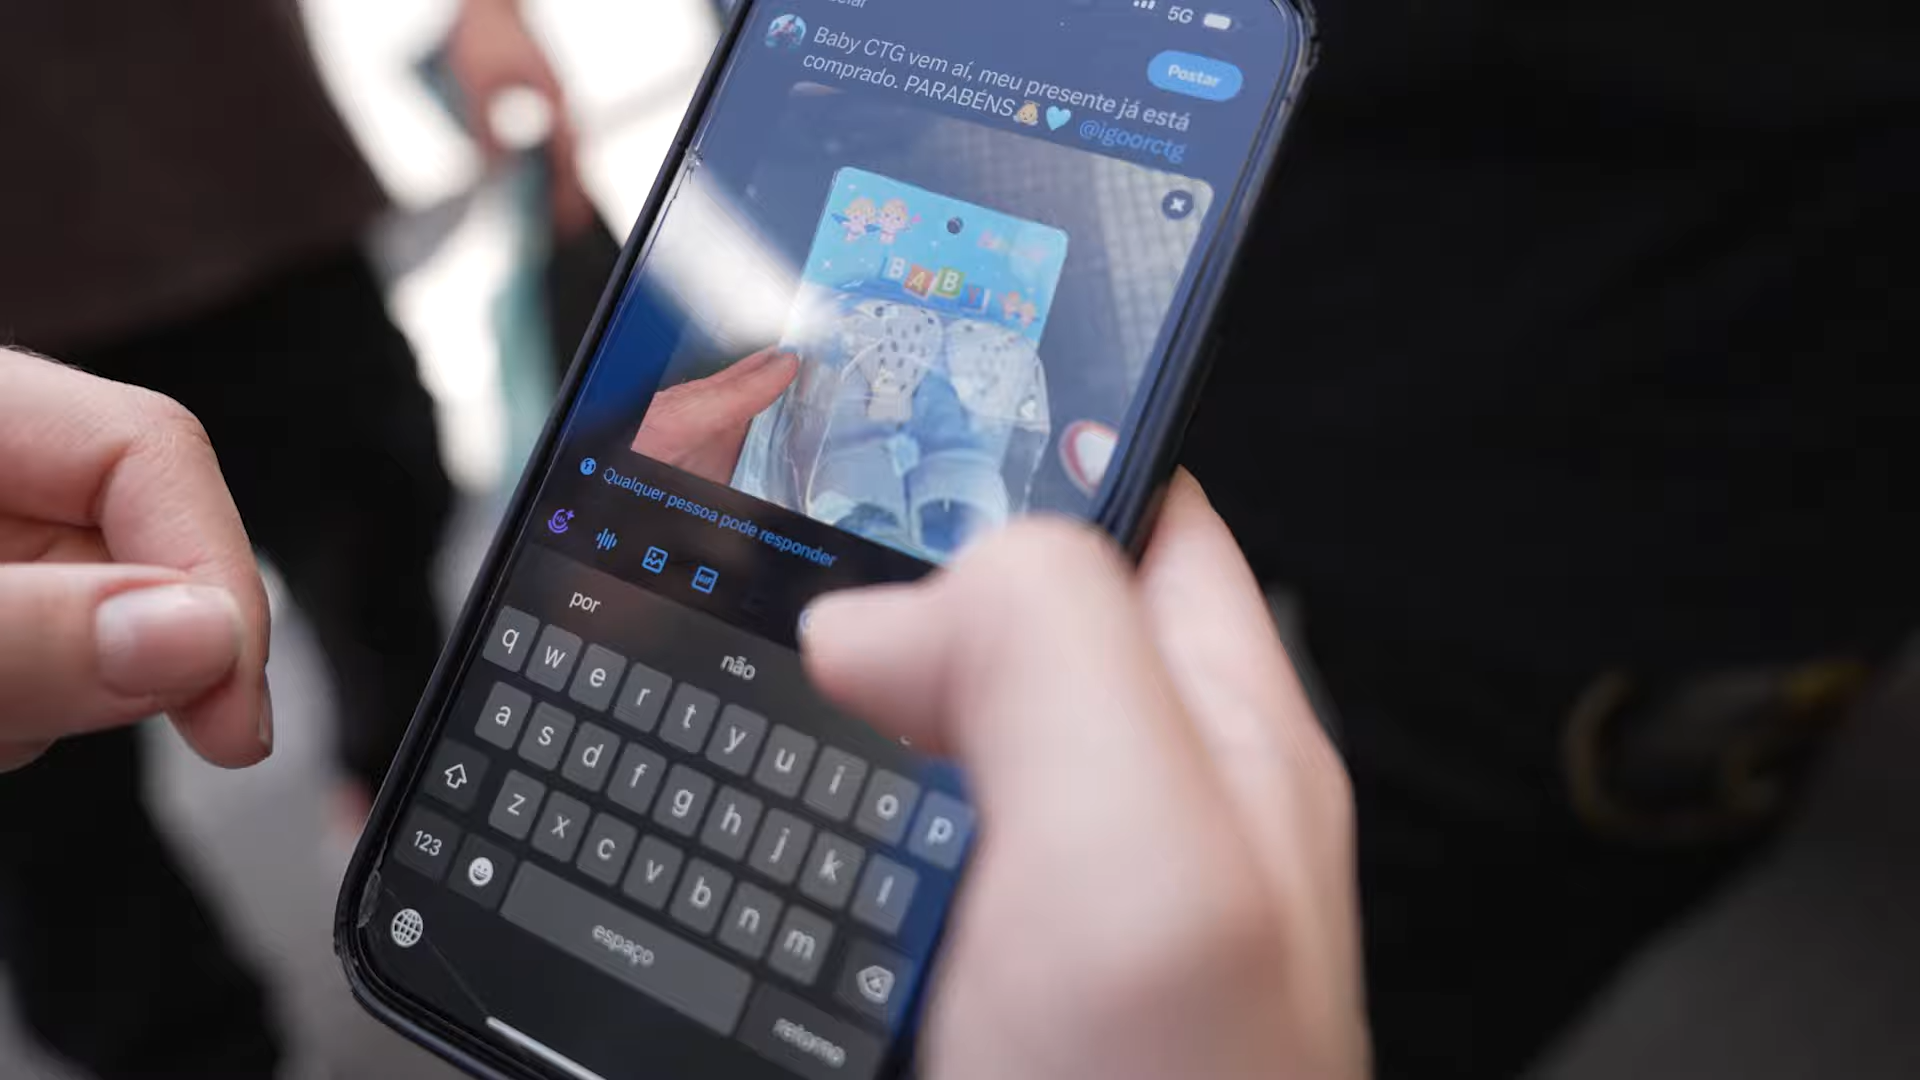 5G
Baby CTG vem aí, meu presente já está
comprado. PARABÉNS👼🩵 @igoorctg
Postar
BABY
Qualquer pessoa pode responder
GIF
por
não
q w e r t y u i o p
a s d f g h j k l
z x c v b n m
123
espaço
retorno